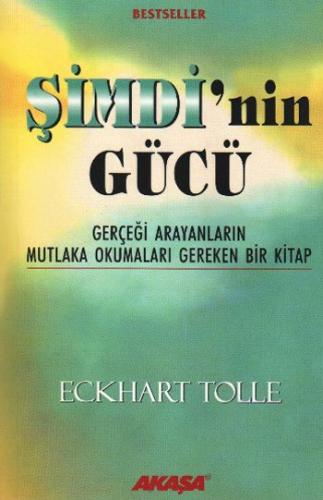 BESTSELLER
ŞİMDİ'nin
GÜCÜ
GERÇEĞİ ARAYANLARIN
MUTLAKA OKUMALARI GEREKEN BİR KİTAP
ECKHART TOLLE
AKAŞA